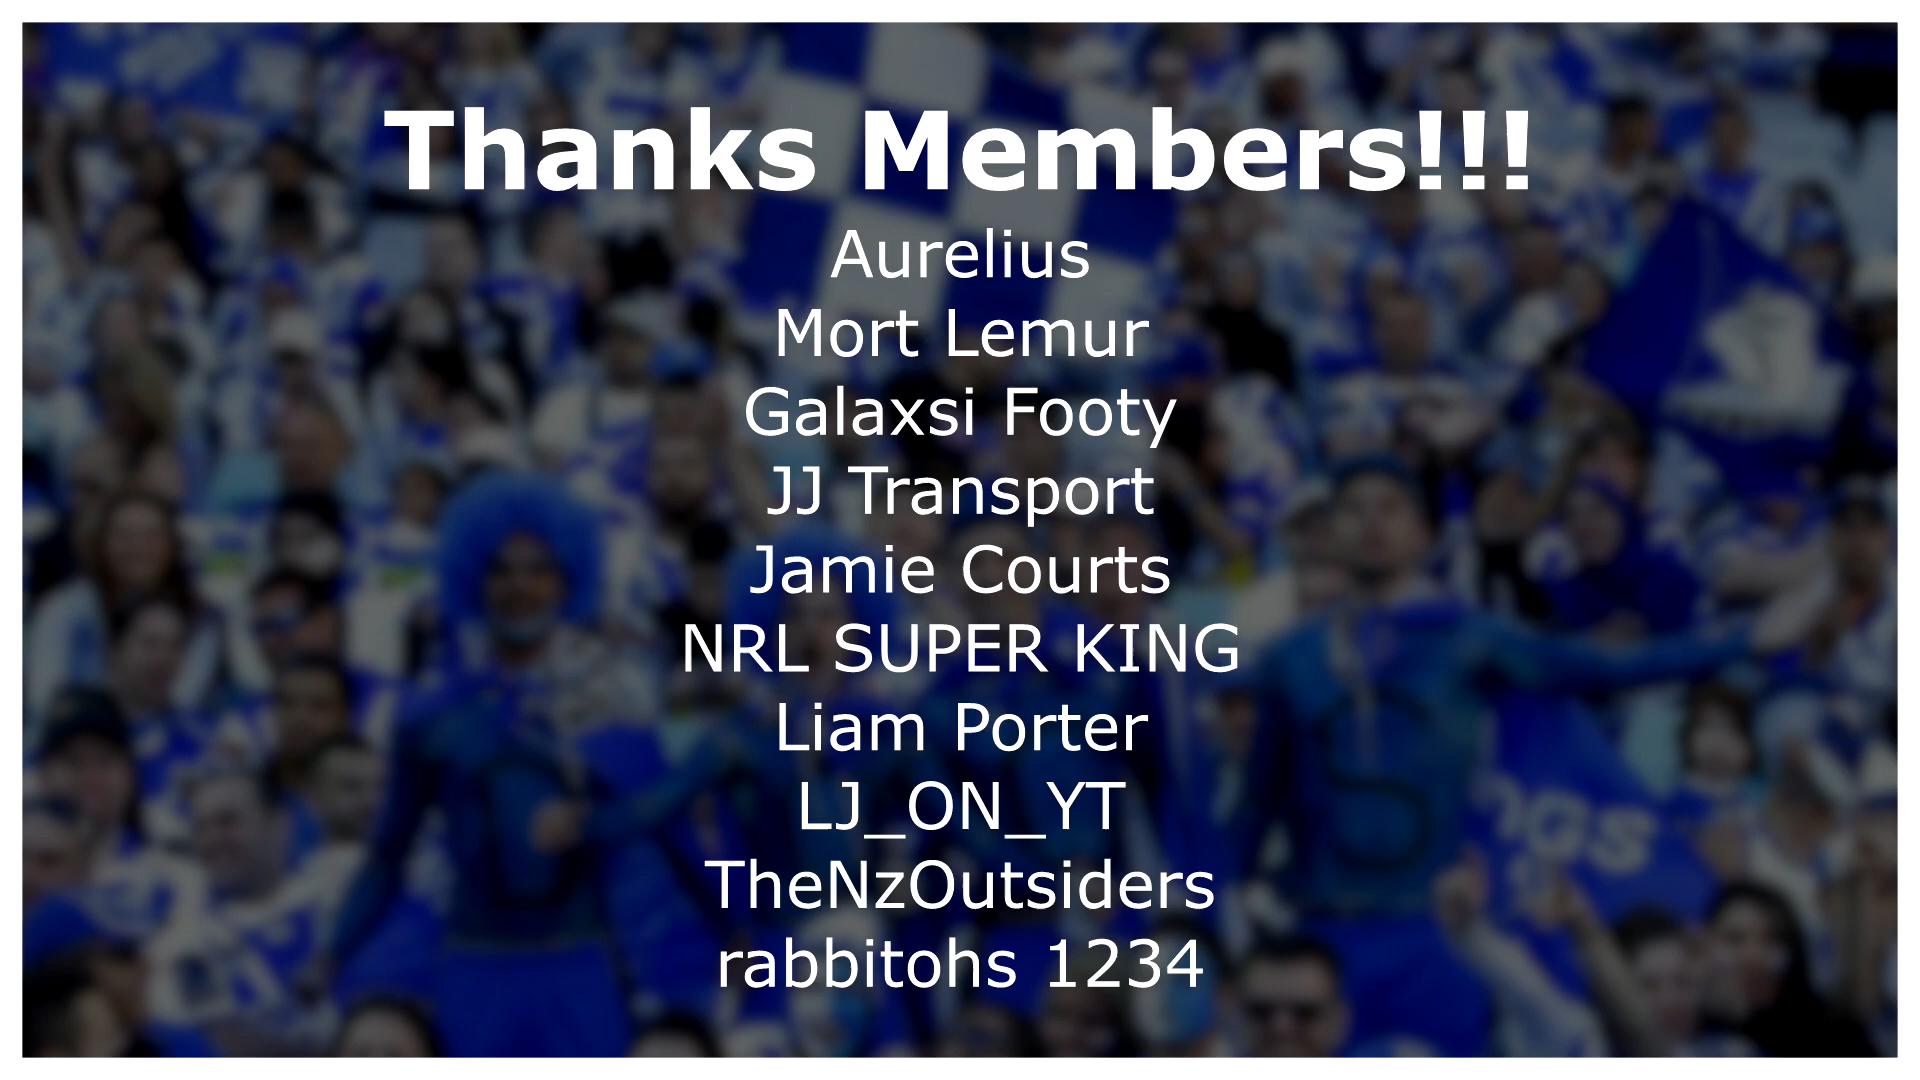 Thanks Members!!!
Aurelius
Mort Lemur
Galaxsi Footy
JJ Transport
Jamie Courts
NRL SUPER KING
Liam Porter
LJ_ON_YT
TheNzOutsiders
rabbitohs 1234